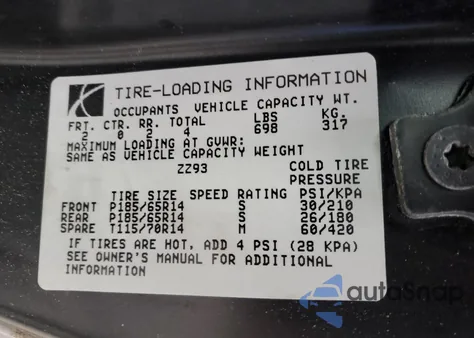 TIRE-LOADING INFORMATION
OCCUPANTS VEHICLE CAPACITY WT.
FRT. CTR. RR. TOTAL LBS KG.
2 0 2 4 698 317
MAXIMUM LOADING AT GVWR:
SAME AS VEHICLE CAPACITY WEIGHT
ZZ93 COLD TIRE
PRESSURE
TIRE SIZE SPEED RATING PSI/KPA
FRONT P185/65R14 S 30/210
REAR P185/65R14 S 26/180
SPARE T115/70R14 M 60/420
IF TIRES ARE HOT, ADD 4 PSI (28 KPA)
SEE OWNER'S MANUAL FOR ADDITIONAL
INFORMATION
autoSnap